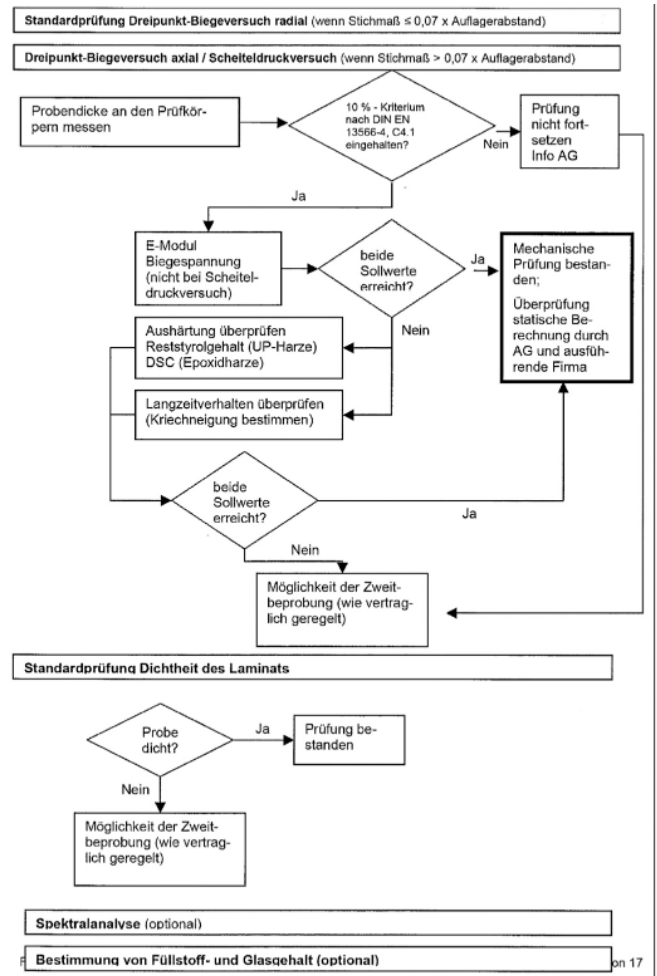 Standardprüfung Dreipunkt-Biegeversuch radial (wenn Stichmaß ≤ 0,07 x Auflagerabstand)
Dreipunkt-Biegeversuch axial / Scheiteldruckversuch (wenn Stichmaß > 0,07 x Auflagerabstand)
Probendicke an den Prüfkör-
pern messen
10 % - Kriterium
nach DIN EN
13566-4, C4.1
eingehalten?
Nein
Prüfung
nicht fort-
setzen
Info AG
Ja
E-Modul
Biegespannung
(nicht bei Scheitel-
druckversuch)
beide
Sollwerte
erreicht?
Ja
Mechanische
Prüfung bestan-
den;
Überprüfung
statische Be-
rechnung durch
AG und ausfüh-
rende Firma
Nein
Aushärtung überprüfen
Reststyrolgehalt (UP-Harze)
DSC (Epoxidharze)
Langzeitverhalten überprüfen
(Kriechneigung bestimmen)
beide
Sollwerte
erreicht?
Ja
Nein
Möglichkeit der Zweit-
beprobung (wie vertrag-
lich geregelt)
Standardprüfung Dichtheit des Laminats
Probe
dicht?
Ja
Prüfung be-
standen
Nein
Möglichkeit der Zweit-
beprobung (wie vertrag-
lich geregelt)
Spektralanalyse (optional)
Bestimmung von Füllstoff- und Glasgehalt (optional)
on 17